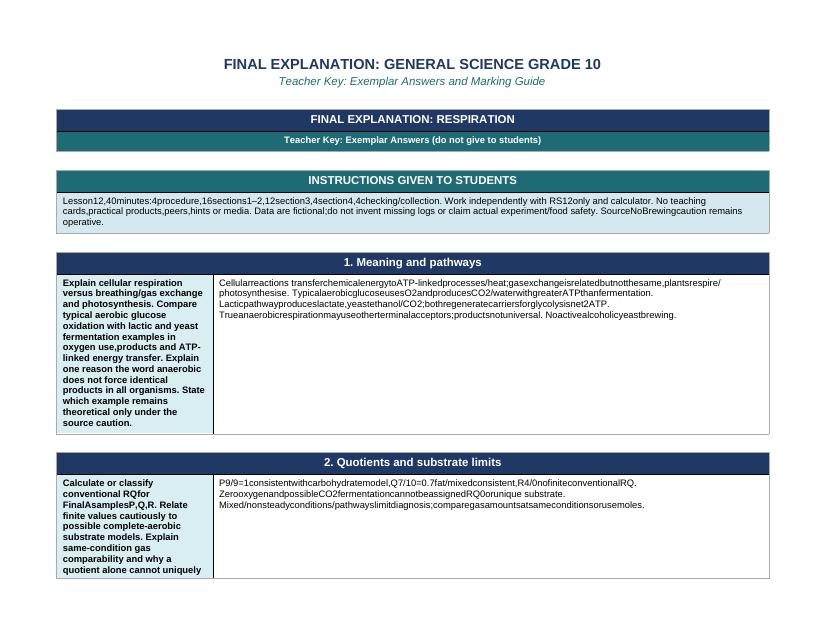 FINAL EXPLANATION: GENERAL SCIENCE GRADE 10
Teacher Key: Exemplar Answers and Marking Guide
FINAL EXPLANATION: RESPIRATION
Teacher Key: Exemplar Answers (do not give to students)
INSTRUCTIONS GIVEN TO STUDENTS
Lesson12,40minutes:4procedure,16sections1–2,12section3,4section4,4checking/collection. Work independently with RS12only and calculator. No teaching
cards,practical products,peers,hints or media. Data are fictional;do not invent missing logs or claim actual experiment/food safety. SourceNoBrewingcaution remains
operative.
1. Meaning and pathways
Explain cellular respiration
versus breathing/gas exchange
and photosynthesis. Compare
typical aerobic glucose
oxidation with lactic and yeast
fermentation examples in
oxygen use,products and ATP-
linked energy transfer. Explain
one reason the word anaerobic
does not force identical
products in all organisms. State
which example remains
theoretical only under the
source caution.
Cellularreactions transferchemicalenergytoATP-linkedprocesses/heat;gasexchangeisrelatedbutnotthesame,plantsrespire/
photosynthesise. TypicalaerobicglucoseusesO2andproducesCO2/waterwithgreaterATPthanfermentation.
Lacticpathwayproduceslactate,yeastethanol/CO2;bothregeneratecarriersforglycolysisnet2ATP.
Trueanaerobicrespirationmayuseotherterminalacceptors;productsnotuniversal. Noactivealcoholicyeastbrewing.
2. Quotients and substrate limits
Calculate or classify
conventional RQfor
FinalAsamplesP,Q,R. Relate
finite values cautiously to
possible complete-aerobic
substrate models. Explain
same-condition gas
comparability and why a
quotient alone cannot uniquely
P9/9=1consistentwithcarbohydratemodel,Q7/10=0.7fat/mixedconsistent,R4/0nofiniteconventionalRQ.
ZerooxygenandpossibleCO2fermentationcannotbeassignedRQ0orunique substrate.
Mixed/nonsteadyconditions/pathwayslimitdiagnosis;comparegasamountsatsameconditionsorusemoles.